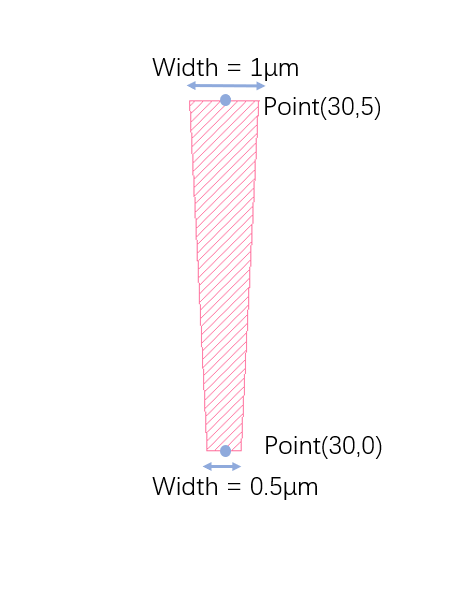 Width = 1μm
Point(30,5)
Point(30,0)
Width = 0.5μm